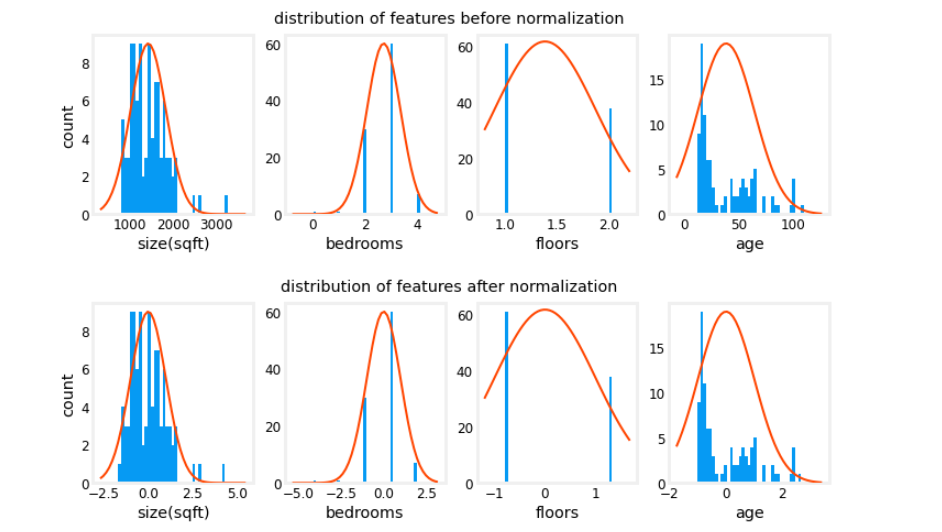 distribution of features before normalization
count
8
6
4
2
0
1000 2000 3000
size(sqft)
60
40
20
0
0 2 4
bedrooms
60
40
20
0
1.0 1.5 2.0
floors
15
10
5
0
0 50 100
age
distribution of features after normalization
count
8
6
4
2
0
−2.5 0.0 2.5 5.0
size(sqft)
60
40
20
0
−5.0 −2.5 0.0 2.5
bedrooms
60
40
20
0
−1 0 1
floors
15
10
5
0
−2 0 2
age